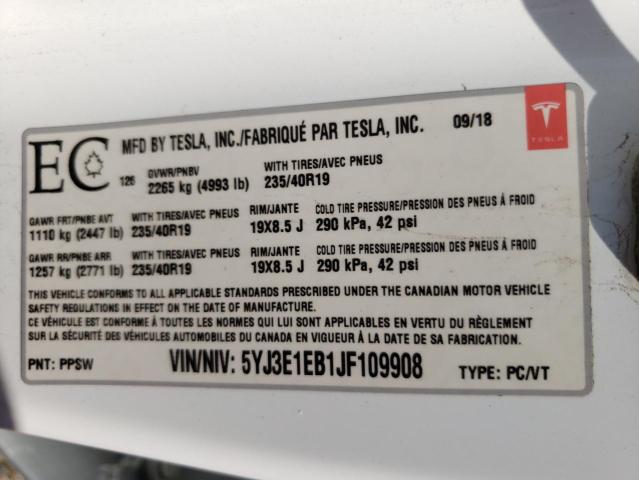 EC
126
MFD BY TESLA, INC./FABRIQUÉ PAR TESLA, INC. 09/18
TESLA
GVWR/PNBV WITH TIRES/AVEC PNEUS
2265 kg (4993 lb) 235/40R19
GAWR FRT/PNBE AVT WITH TIRES/AVEC PNEUS RIM/JANTE COLD TIRE PRESSURE/PRESSION DES PNEUS À FROID
1110 kg (2447 lb) 235/40R19 19X8.5 J 290 kPa, 42 psi
GAWR RR/PNBE ARR WITH TIRES/AVEC PNEUS RIM/JANTE COLD TIRE PRESSURE/PRESSION DES PNEUS À FROID
1257 kg (2771 lb) 235/40R19 19X8.5 J 290 kPa, 42 psi
THIS VEHICLE CONFORMS TO ALL APPLICABLE STANDARDS PRESCRIBED UNDER THE CANADIAN MOTOR VEHICLE
SAFETY REGULATIONS IN EFFECT ON THE DATE OF MANUFACTURE.
CE VÉHICULE EST CONFORME À TOUTES LES NORMES QUI LUI SONT APPLICABLES EN VERTU DU RÈGLEMENT
SUR LA SÉCURITÉ DES VÉHICULES AUTOMOBILES DU CANADA EN VIGUEUR À LA DATE DE SA FABRICATION.
PNT: PPSW VIN/NIV: 5YJ3E1EB1JF109908 TYPE: PC/VT